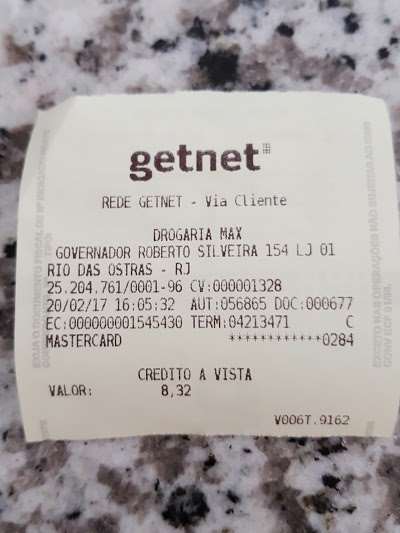 getnet
REDE GETNET - Via Cliente
DROGARIA MAX
GOVERNADOR ROBERTO SILVEIRA 154 LJ 01
RIO DAS OSTRAS - RJ
25.204.761/0001-96 CV:000001328
20/02/17 16:05:32 AUT:056865 DOC:000677
EC:000000001545430 TERM:04213471 C
MASTERCARD ************0284
CREDITO A VISTA
VALOR: 8,32
V006T.9162